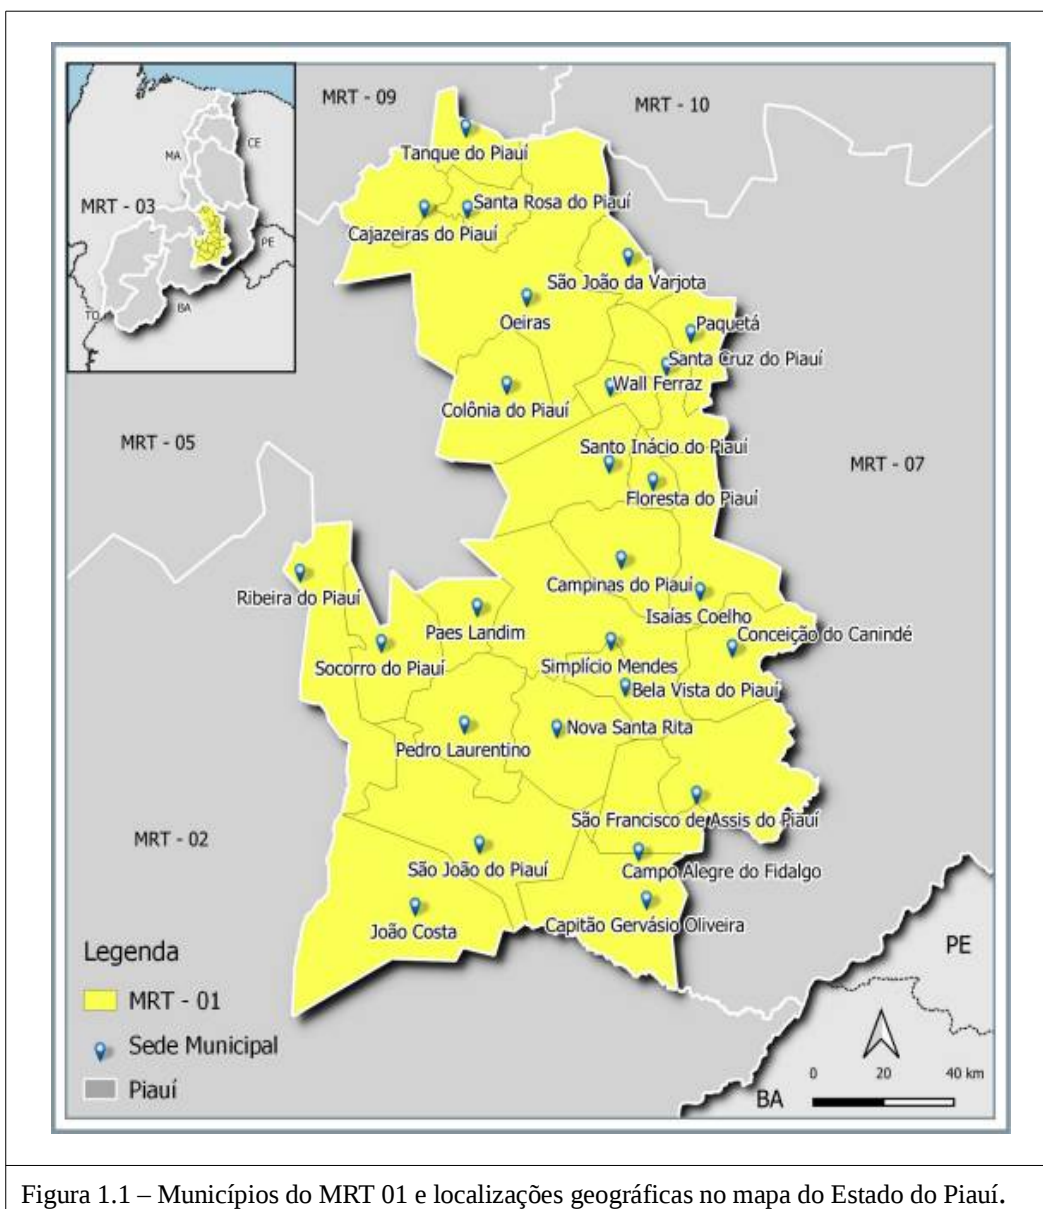 MRT - 09
MRT - 10
MA
CE
MRT - 03
PE
TO
BA
Tanque do Piauí
Santa Rosa do Piauí
Cajazeiras do Piauí
São João da Varjota
Oeiras
Paquetá
Santa Cruz do Piauí
Wall Ferraz
Colônia do Piauí
MRT - 05
Santo Inácio do Piauí
MRT - 07
Floresta do Piauí
Campinas do Piauí
Ribeira do Piauí
Isaías Coelho
Paes Landim
Conceição do Canindé
Socorro do Piauí
Simplício Mendes
Bela Vista do Piauí
Nova Santa Rita
Pedro Laurentino
São Francisco de Assis do Piauí
MRT - 02
São João do Piauí
Campo Alegre do Fidalgo
João Costa
Capitão Gervásio Oliveira
PE
Legenda
MRT - 01
Sede Municipal
Piauí
0 20 40 km
BA
Figura 1.1 – Municípios do MRT 01 e localizações geográficas no mapa do Estado do Piauí.